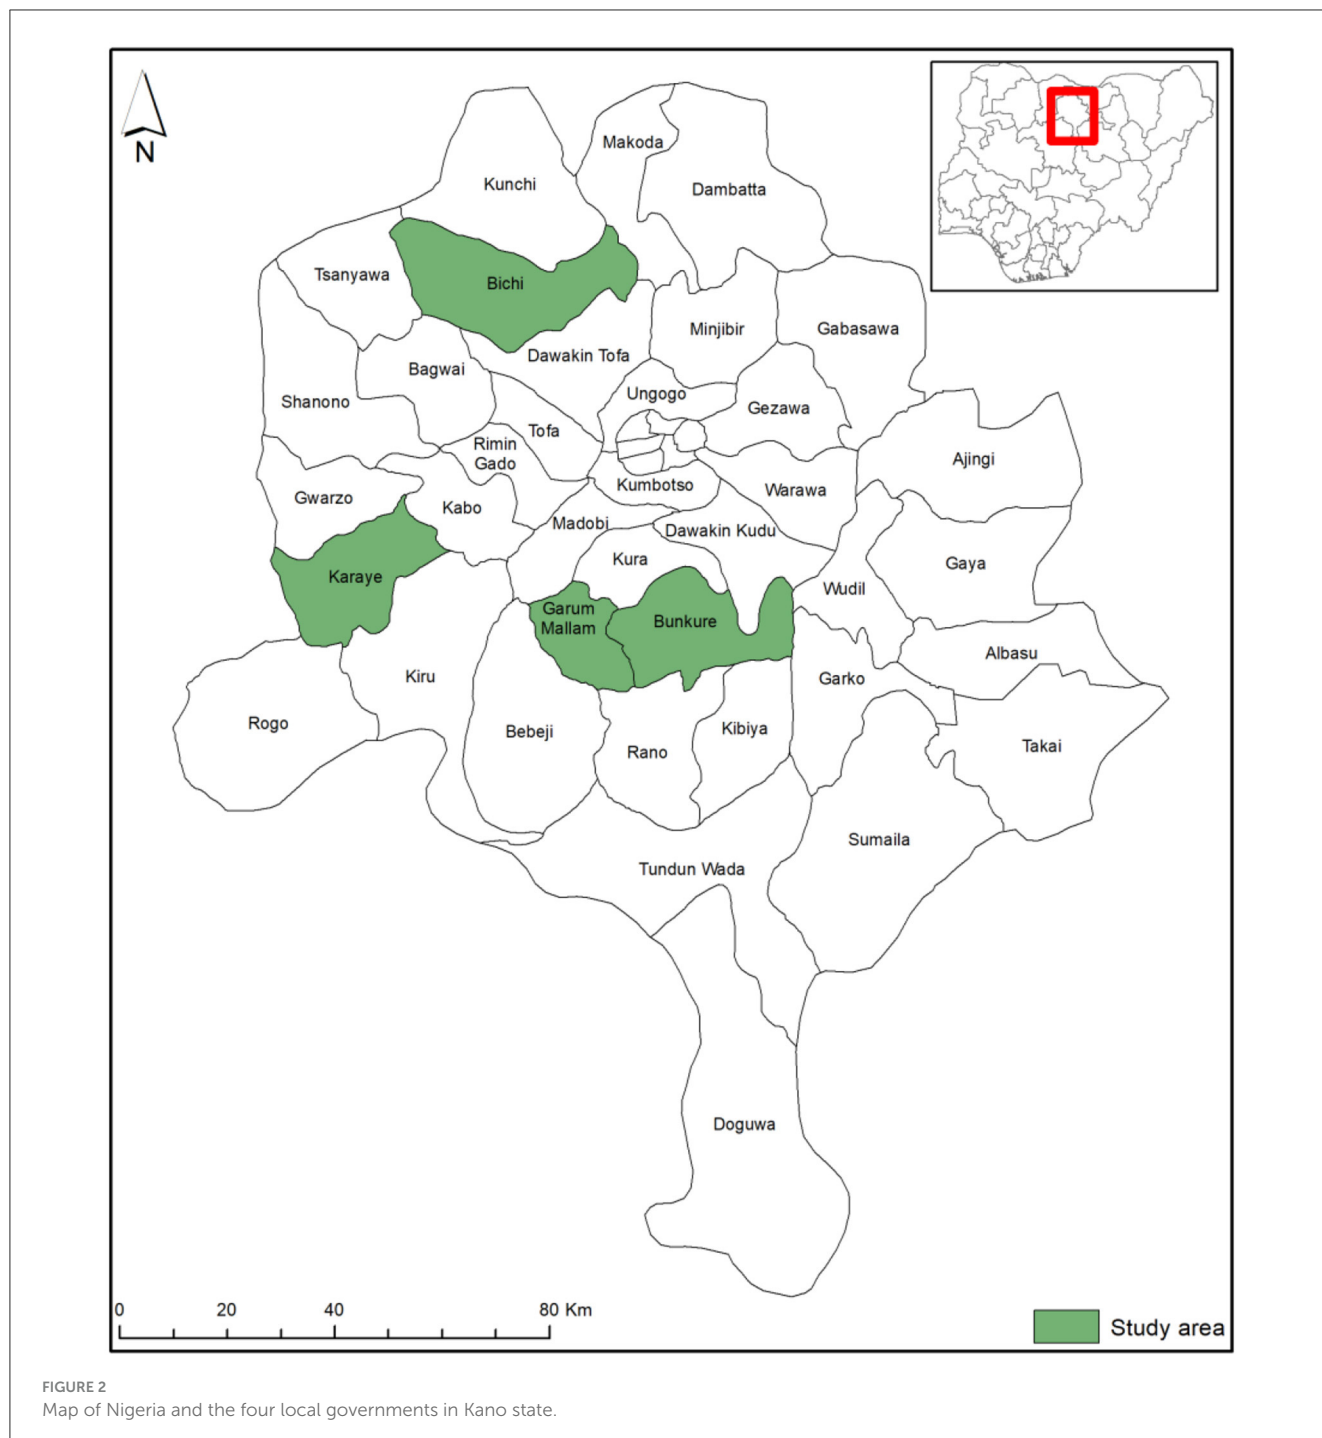 N
Makoda
Kunchi
Dambatta
Tsanyawa
Bichi
Minjibir
Gabasawa
Dawakin Tofa
Bagwai
Ungogo
Shanono
Gezawa
Tofa
Rimin
Gado
Ajingi
Kumbotso
Warawa
Gwarzo
Kabo
Madobi
Dawakin Kudu
Kura
Gaya
Karaye
Wudil
Garum
Mallam
Bunkure
Albasu
Kiru
Garko
Rogo
Bebeji
Kibiya
Rano
Takai
Sumaila
Tundun Wada
Doguwa
0 20 40 80 Km
Study area
FIGURE 2
Map of Nigeria and the four local governments in Kano state.